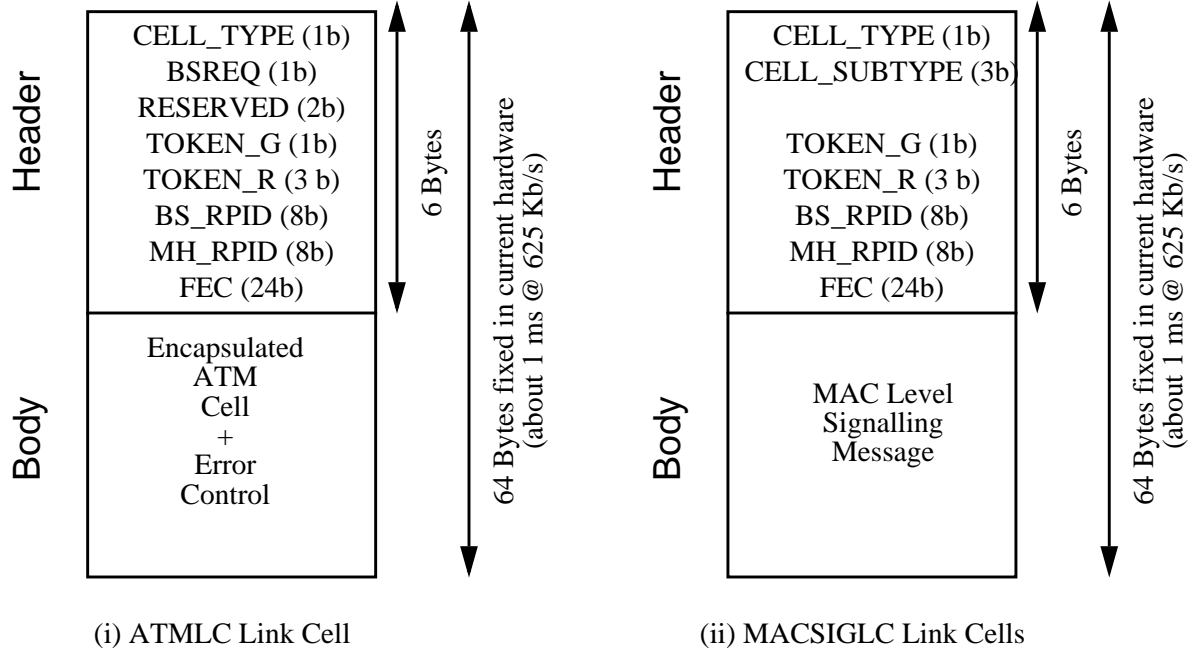 Header
CELL_TYPE (1b)
BSREQ (1b)
RESERVED (2b)
TOKEN_G (1b)
TOKEN_R (3 b)
BS_RPID (8b)
MH_RPID (8b)
FEC (24b)
6 Bytes
Body
Encapsulated
ATM
Cell
+
Error
Control
64 Bytes fixed in current hardware
(about 1 ms @ 625 Kb/s)
(i) ATMLC Link Cell
Header
CELL_TYPE (1b)
CELL_SUBTYPE (3b)
TOKEN_G (1b)
TOKEN_R (3 b)
BS_RPID (8b)
MH_RPID (8b)
FEC (24b)
6 Bytes
Body
MAC Level
Signalling
Message
64 Bytes fixed in current hardware
(about 1 ms @ 625 Kb/s)
(ii) MACSIGLC Link Cells